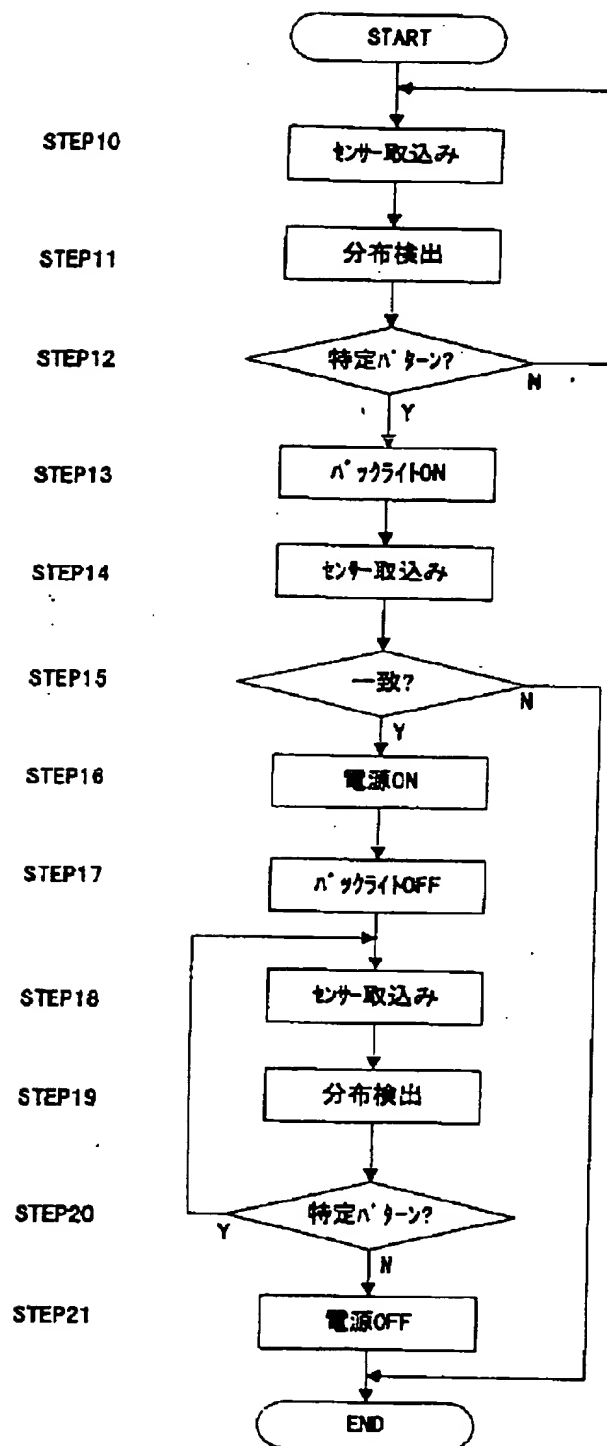 START
STEP10
センサー取込み
STEP11
分布検出
STEP12
特定パターン?
N
Y
STEP13
バックライトON
STEP14
センサー取込み
STEP15
一致?
N
Y
STEP16
電源ON
STEP17
バックライトOFF
STEP18
センサー取込み
STEP19
分布検出
STEP20
特定パターン?
Y
N
STEP21
電源OFF
END